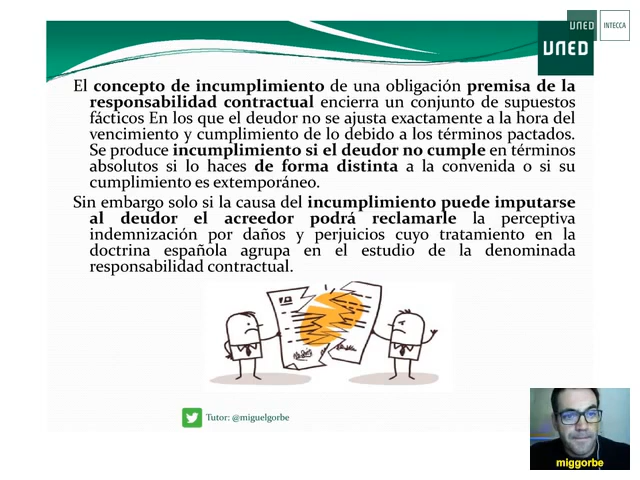 UNED
INTECCA
UNED
El concepto de incumplimiento de una obligación premisa de la
responsabilidad contractual encierra un conjunto de supuestos
fácticos En los que el deudor no se ajusta exactamente a la hora del
vencimiento y cumplimiento de lo debido a los términos pactados.
Se produce incumplimiento si el deudor no cumple en términos
absolutos si lo haces de forma distinta a la convenida o si su
cumplimiento es extemporáneo.
Sin embargo solo si la causa del incumplimiento puede imputarse
al deudor el acreedor podrá reclamarle la perceptiva
indemnización por daños y perjuicios cuyo tratamiento en la
doctrina española agrupa en el estudio de la denominada
responsabilidad contractual.
Tutor: @miguelgorbe
miggorbe